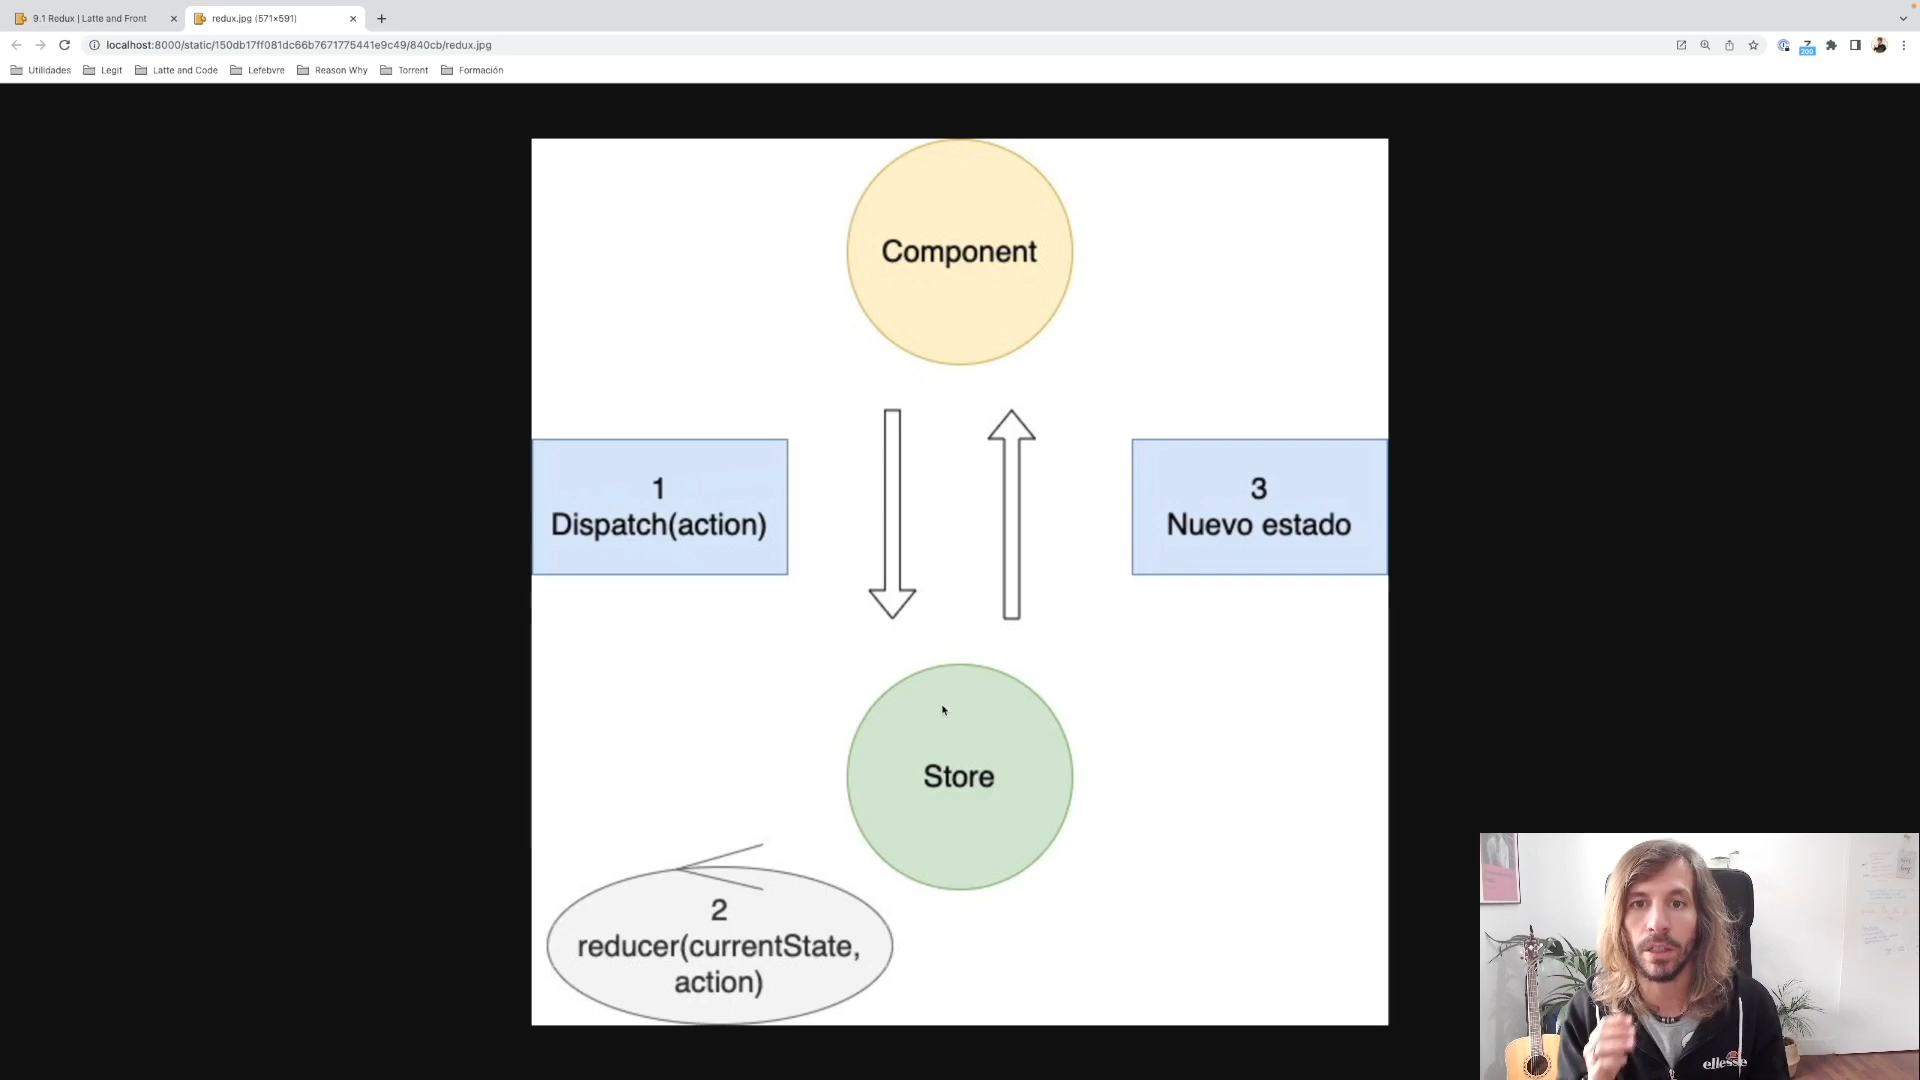 9.1 Redux | Latte and Front
redux.jpg (571×591)
localhost:8000/static/150db17ff081dc66b7671775441e9c49/840cb/redux.jpg
200
Utilidades
Legit
Latte and Code
Lefebvre
Reason Why
Torrent
Formación
Component
1
Dispatch(action)
3
Nuevo estado
Store
2
reducer(currentState,
action)
ellesse